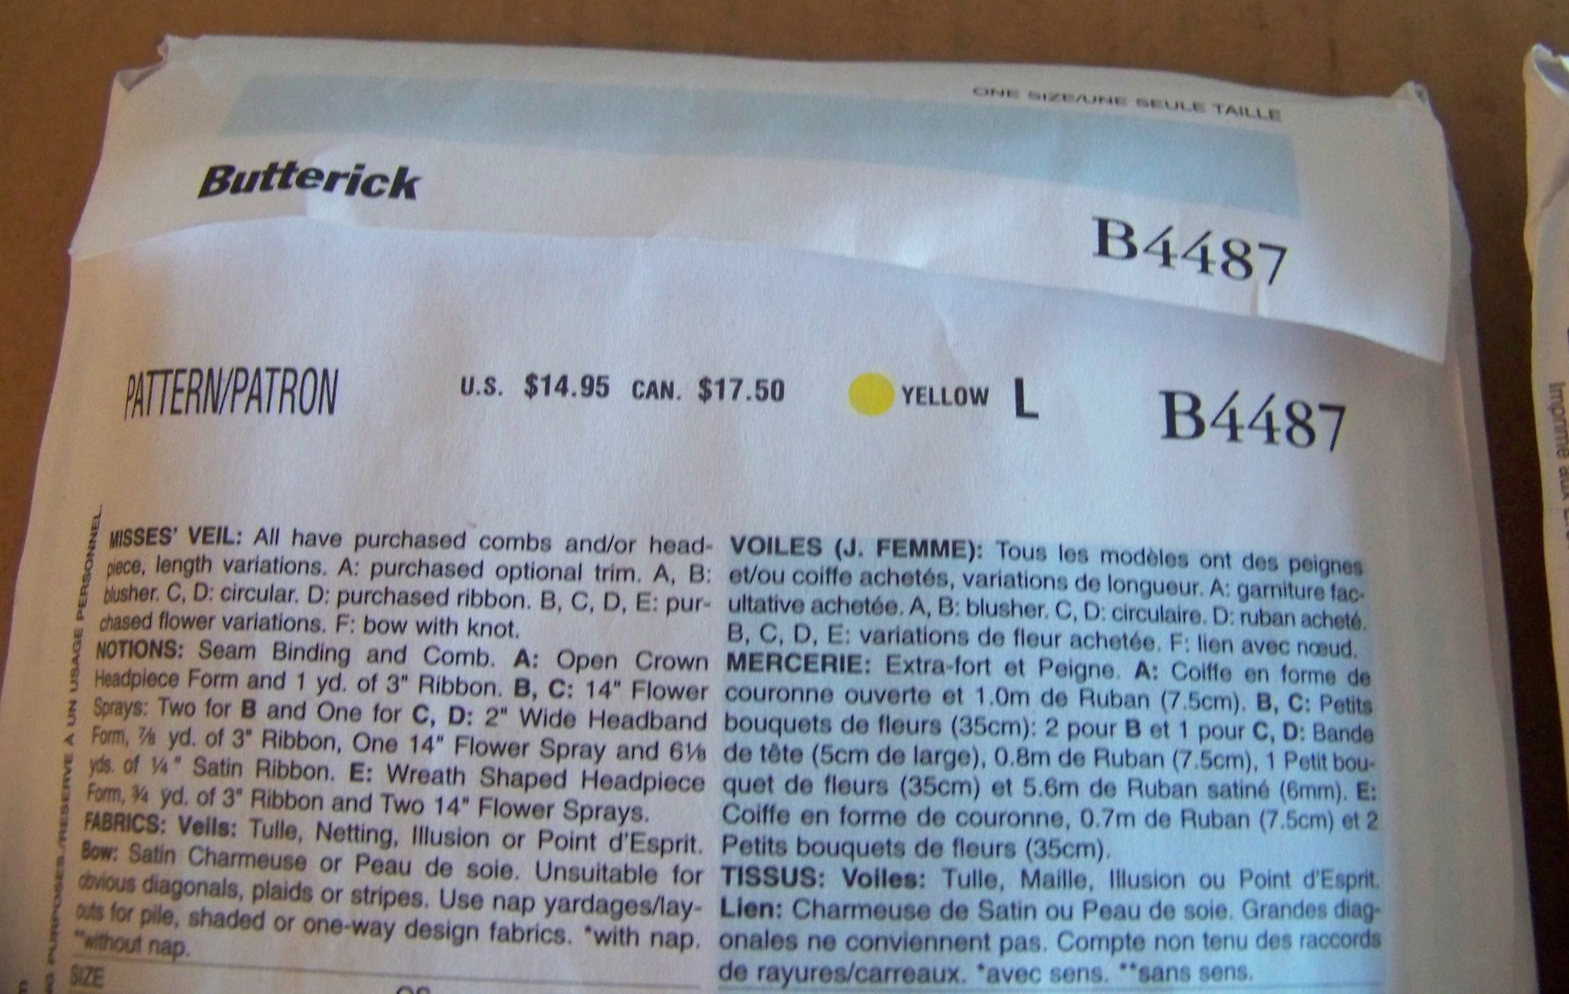 ONE SIZE/UNE SEULE TAILLE
Butterick
B4487
PATTERN/PATRON
U.S. $14.95 CAN. $17.50
YELLOW L
B4487
MISSES' VEIL: All have purchased combs and/or head-
piece, length variations. A: purchased optional trim. A, B:
blusher. C, D: circular. D: purchased ribbon. B, C, D, E: pur-
chased flower variations. F: bow with knot.
NOTIONS: Seam Binding and Comb. A: Open Crown
Headpiece Form and 1 yd. of 3" Ribbon. B, C: 14" Flower
Sprays: Two for B and One for C, D: 2" Wide Headband
Form, ⅞ yd. of 3" Ribbon, One 14" Flower Spray and 6⅛
yds. of ¼" Satin Ribbon. E: Wreath Shaped Headpiece
Form, ¾ yd. of 3" Ribbon and Two 14" Flower Sprays.
FABRICS: Veils: Tulle, Netting, Illusion or Point d'Esprit.
Bow: Satin Charmeuse or Peau de soie. Unsuitable for
obvious diagonals, plaids or stripes. Use nap yardages/lay-
outs for pile, shaded or one-way design fabrics. *with nap.
**without nap.
SIZE
VOILES (J. FEMME): Tous les modèles ont des peignes
et/ou coiffe achetés, variations de longueur. A: garniture fac-
ultative achetée. A, B: blusher. C, D: circulaire. D: ruban acheté.
B, C, D, E: variations de fleur achetée. F: lien avec nœud.
MERCERIE: Extra-fort et Peigne. A: Coiffe en forme de
couronne ouverte et 1.0m de Ruban (7.5cm). B, C: Petits
bouquets de fleurs (35cm): 2 pour B et 1 pour C, D: Bande
de tête (5cm de large), 0.8m de Ruban (7.5cm), 1 Petit bou-
quet de fleurs (35cm) et 5.6m de Ruban satiné (6mm). E:
Coiffe en forme de couronne, 0.7m de Ruban (7.5cm) et 2
Petits bouquets de fleurs (35cm).
TISSUS: Voiles: Tulle, Maille, Illusion ou Point d'Esprit.
Lien: Charmeuse de Satin ou Peau de soie. Grandes diag-
onales ne conviennent pas. Compte non tenu des raccords
de rayures/carreaux. *avec sens. **sans sens.
PURPOSES./RESERVÉ À UN USAGE PERSONNEL.
Imprimé aux